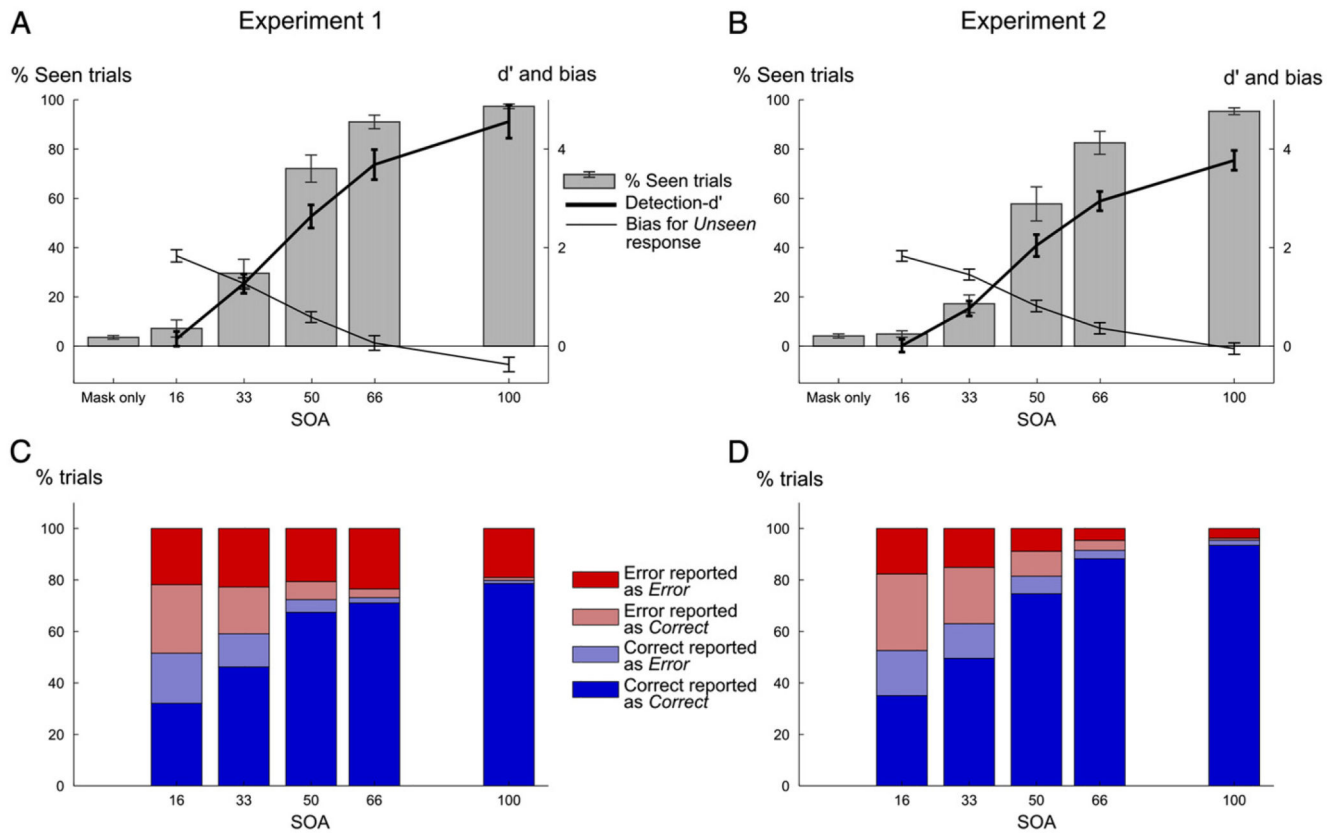 A
Experiment 1
% Seen trials
d' and bias
100
80
60
40
20
0
4
2
0
Mask only
16
33
50
66
100
SOA
% Seen trials
Detection-d'
Bias for Unseen
response
B
Experiment 2
% Seen trials
d' and bias
100
80
60
40
20
0
4
2
0
Mask only
16
33
50
66
100
SOA
C
% trials
100
80
60
40
20
0
16
33
50
66
100
SOA
Error reported
as Error
Error reported
as Correct
Correct reported
as Error
Correct reported
as Correct
D
% trials
100
80
60
40
20
0
16
33
50
66
100
SOA